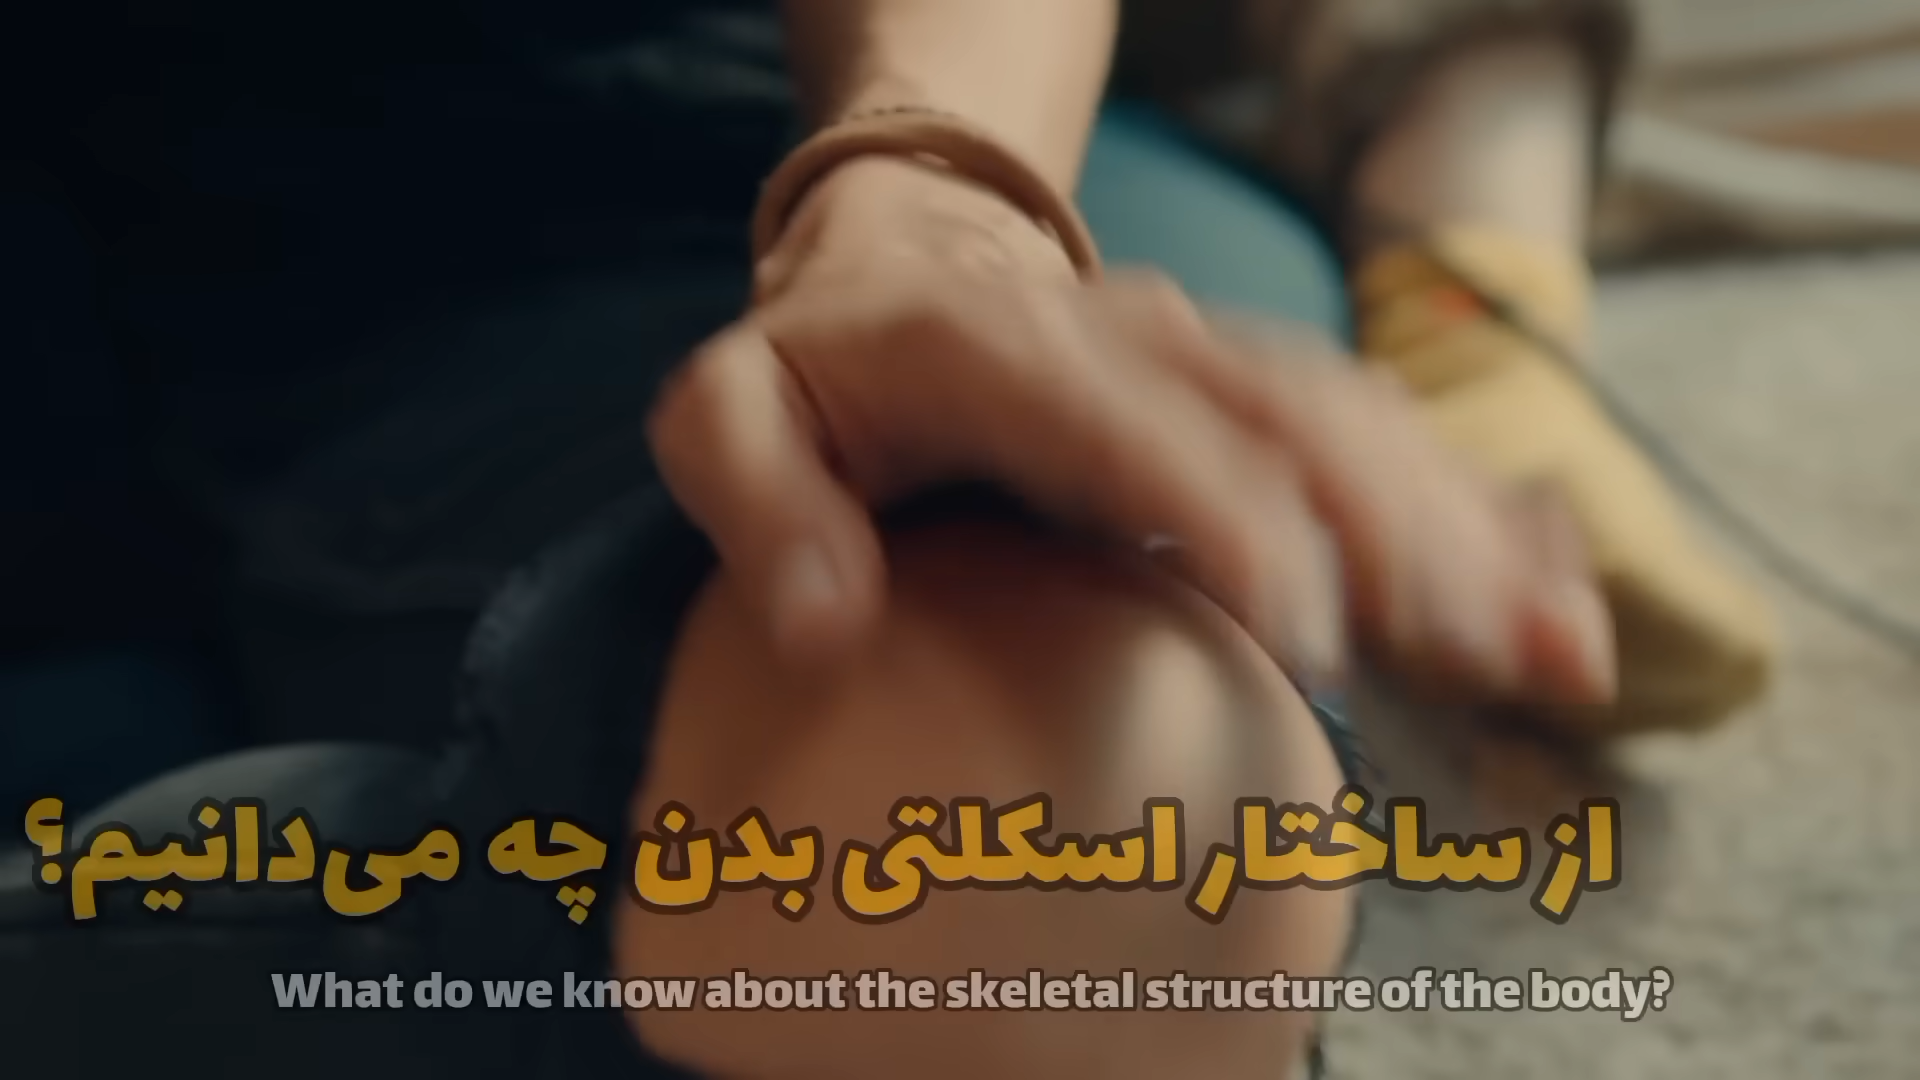 از ساختار اسکلتی بدن چه می‌دانیم؟
What do we know about the skeletal structure of the body?